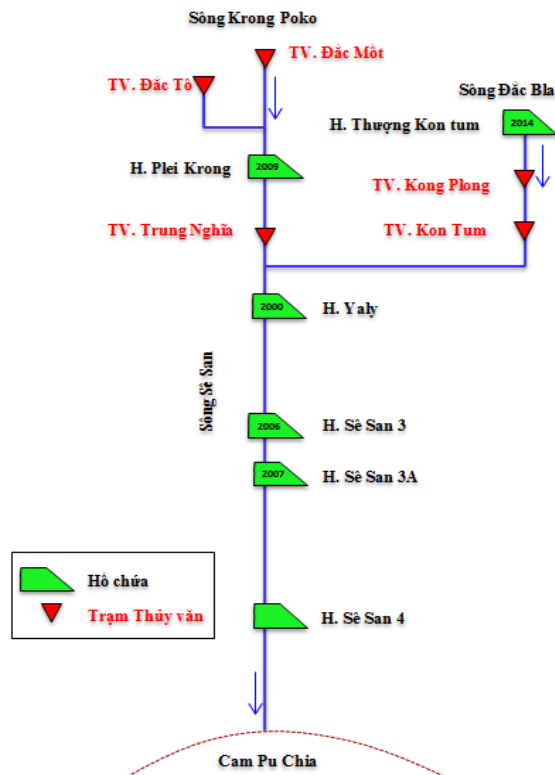 Sông Krong Poko
TV. Đắc Mốt
TV. Đắc Tô
Sông Đắc Bla
H. Thượng Kon tum
2014
H. Plei Krong
2009
TV. Kong Plong
TV. Trung Nghĩa
TV. Kon Tum
2000
H. Yaly
Sông Sê San
2006
H. Sê San 3
2007
H. Sê San 3A
Hồ chứa
Trạm Thủy văn
H. Sê San 4
Cam Pu Chia